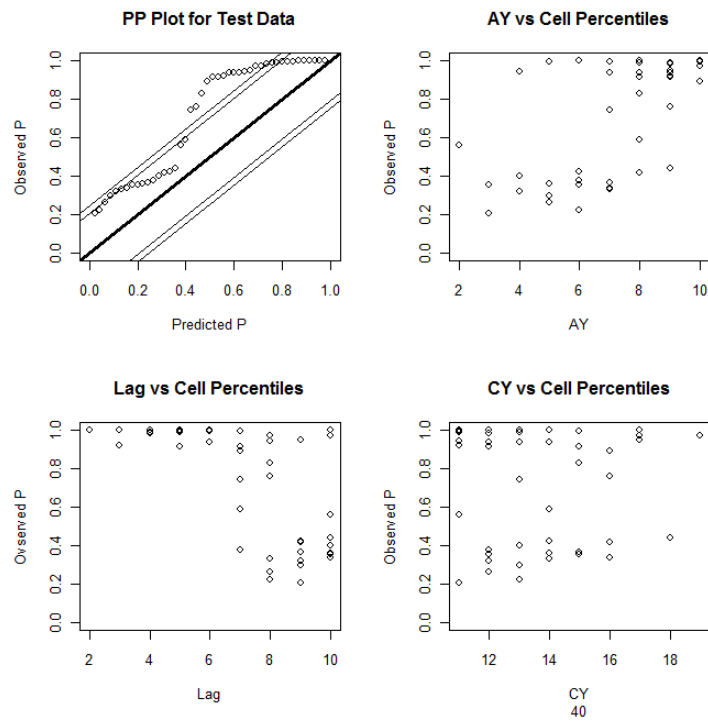 PP Plot for Test Data
Observed P
0.0 0.2 0.4 0.6 0.8 1.0
0.0 0.2 0.4 0.6 0.8 1.0
Predicted P
AY vs Cell Percentiles
Observed P
0.0 0.2 0.4 0.6 0.8 1.0
2 4 6 8 10
AY
Lag vs Cell Percentiles
Ovserved P
0.0 0.2 0.4 0.6 0.8 1.0
2 4 6 8 10
Lag
CY vs Cell Percentiles
Observed P
0.0 0.2 0.4 0.6 0.8 1.0
12 14 16 18
CY
40